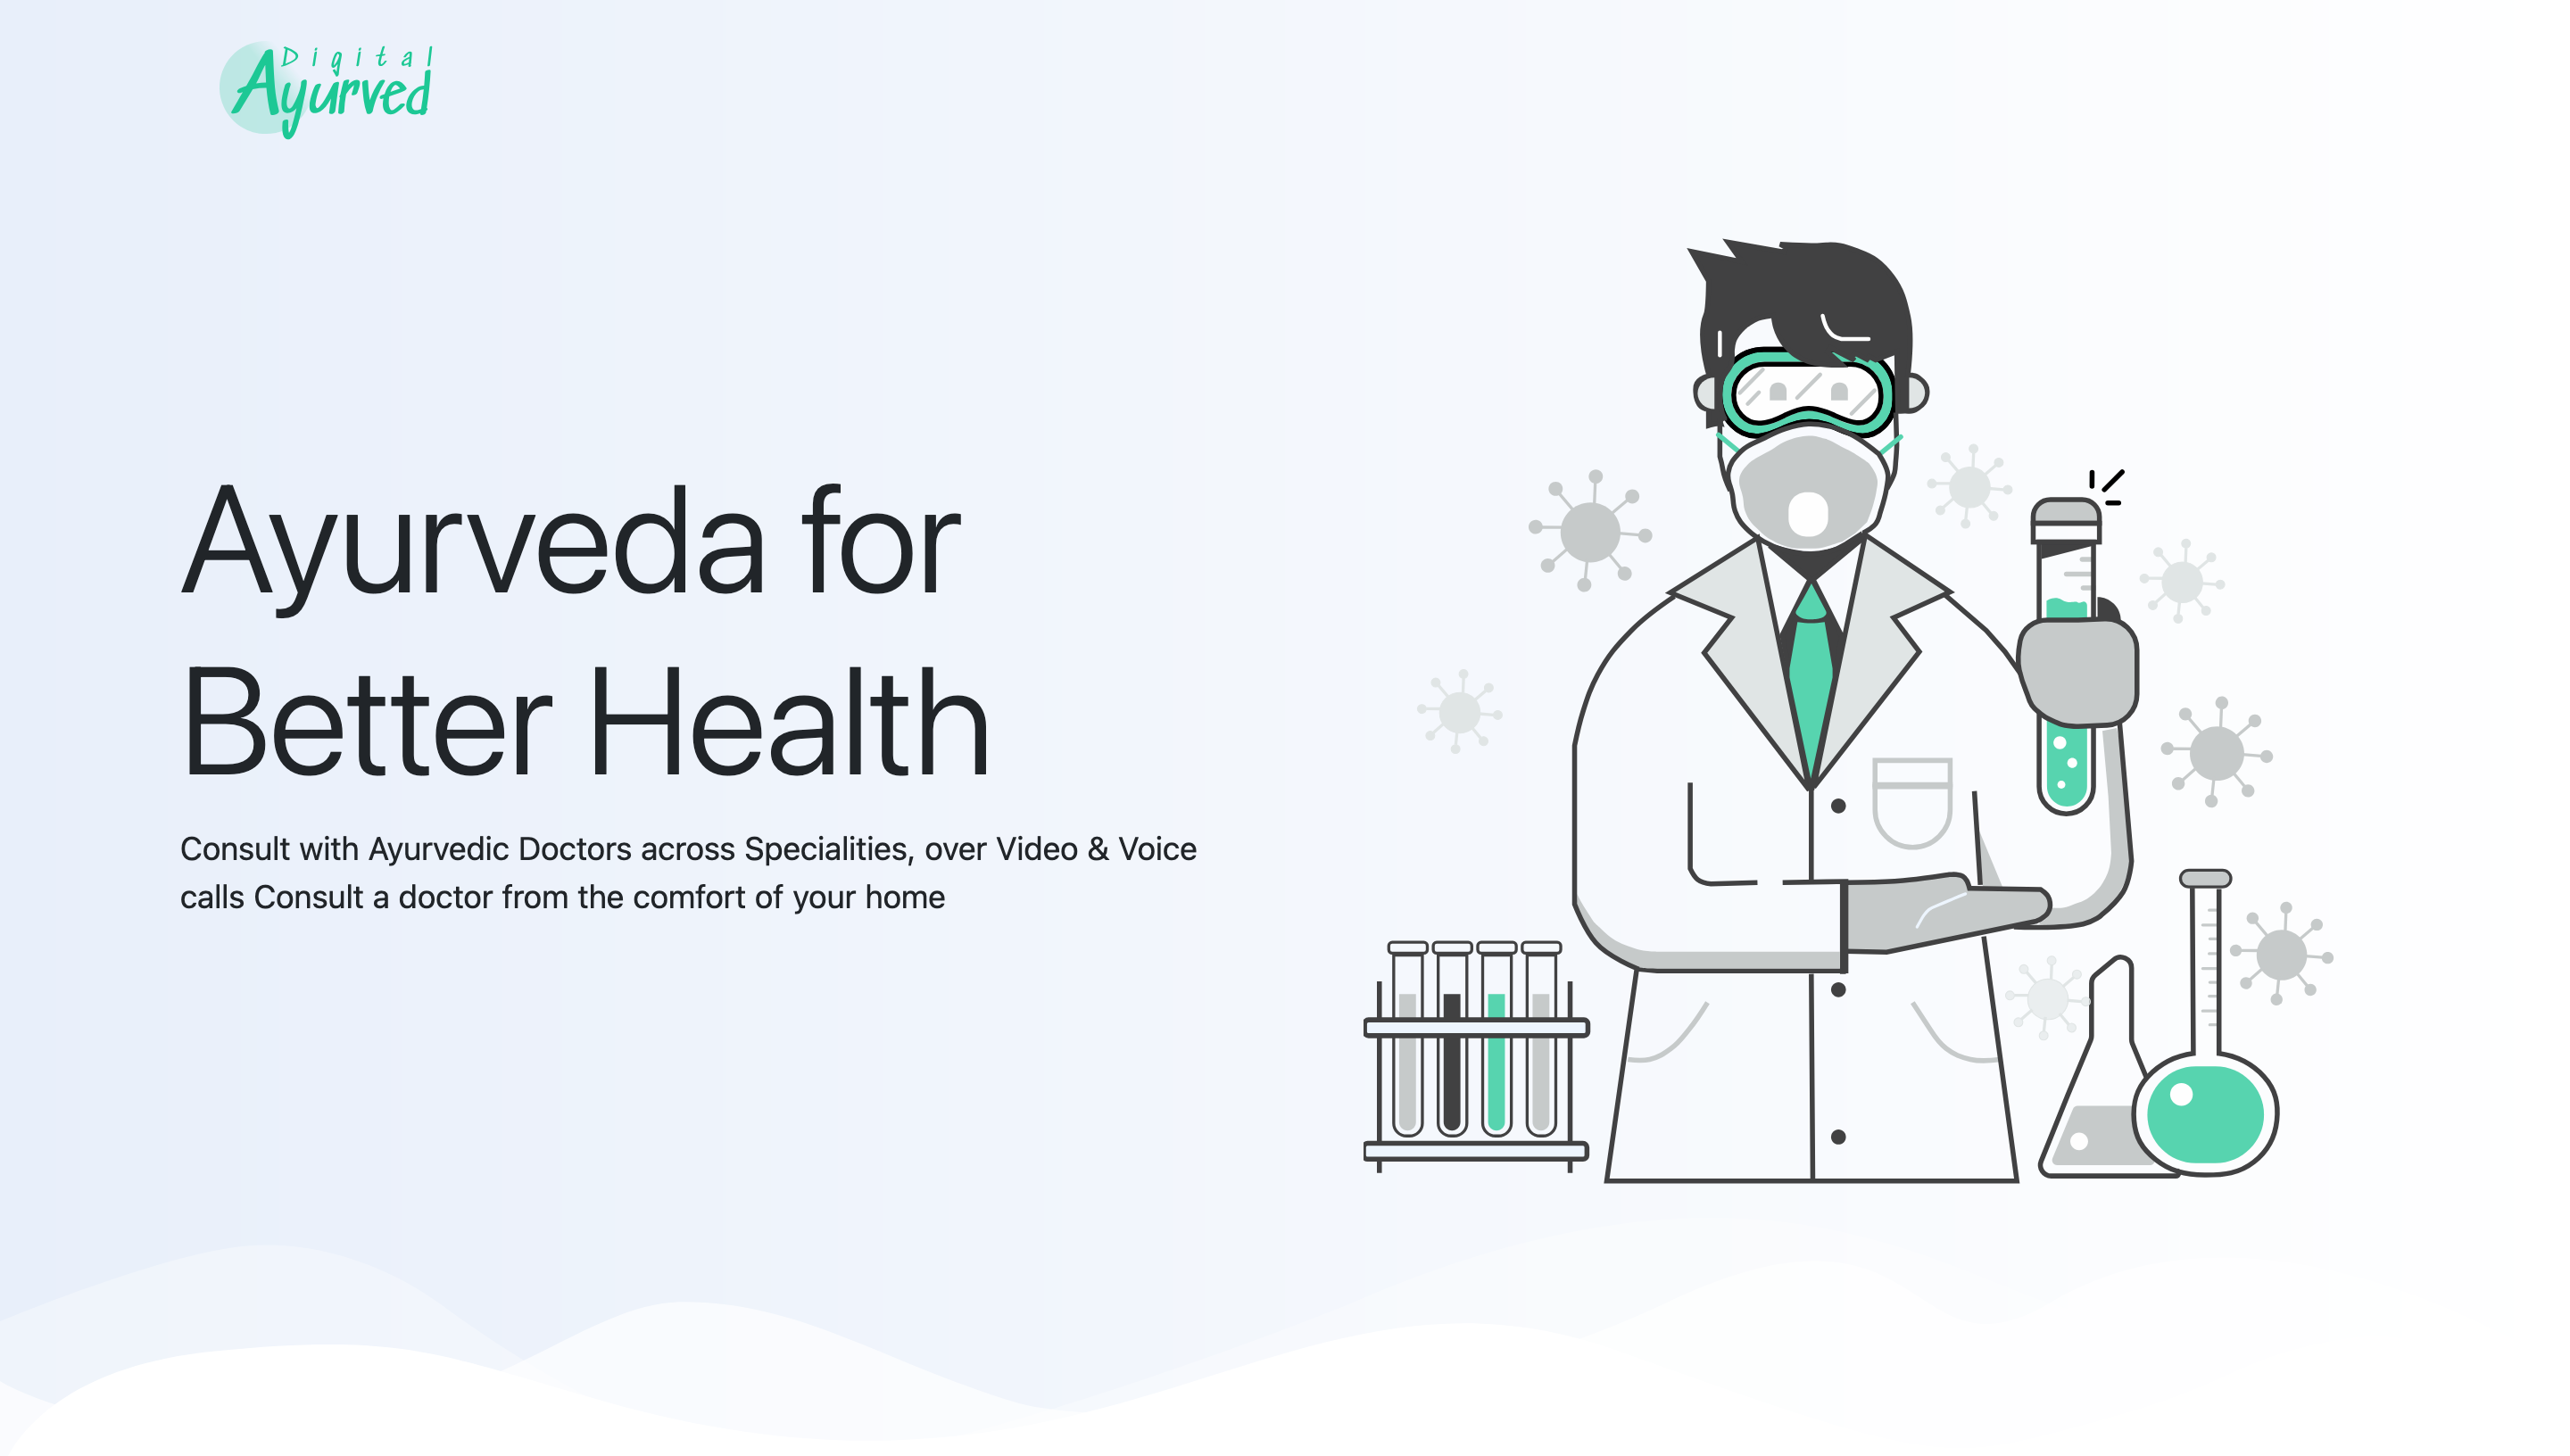 Digital
Ayurved
Ayurveda for
Better Health
Consult with Ayurvedic Doctors across Specialities, over Video & Voice
calls Consult a doctor from the comfort of your home